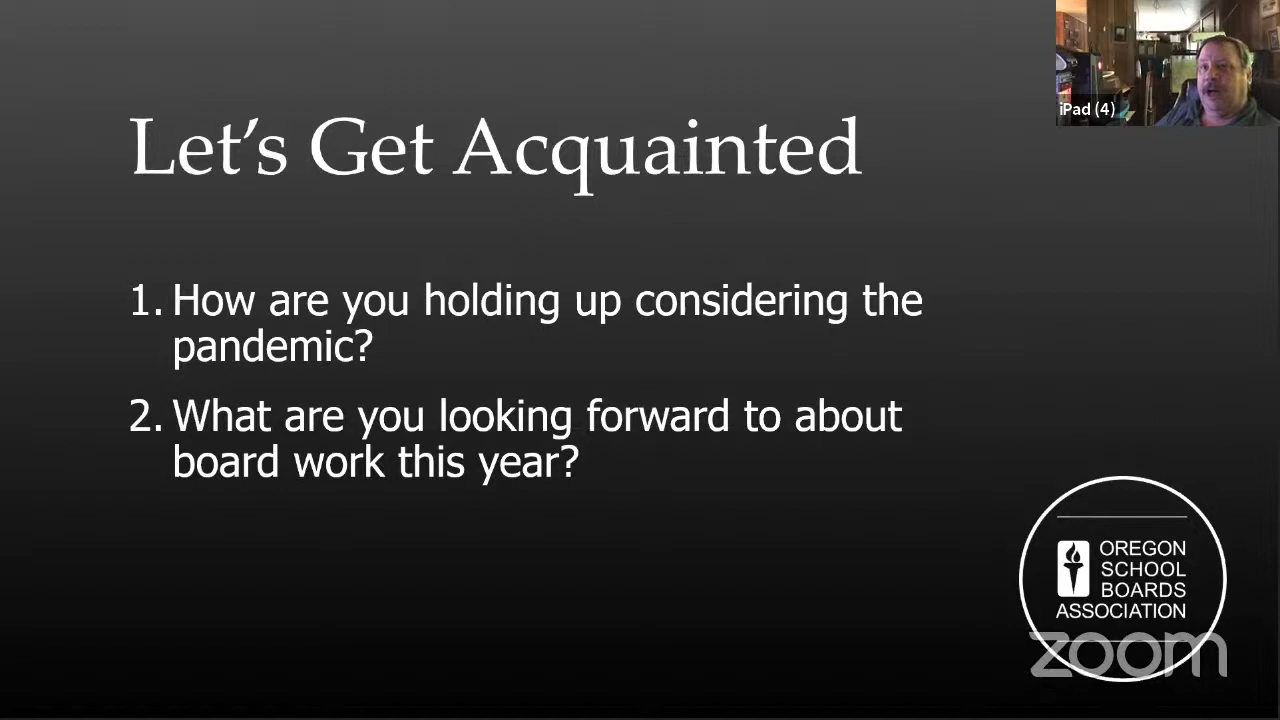 iPad (4)
Let's Get Acquainted
1. How are you holding up considering the
pandemic?
2. What are you looking forward to about
board work this year?
OREGON
SCHOOL
BOARDS
ASSOCIATION
zoom